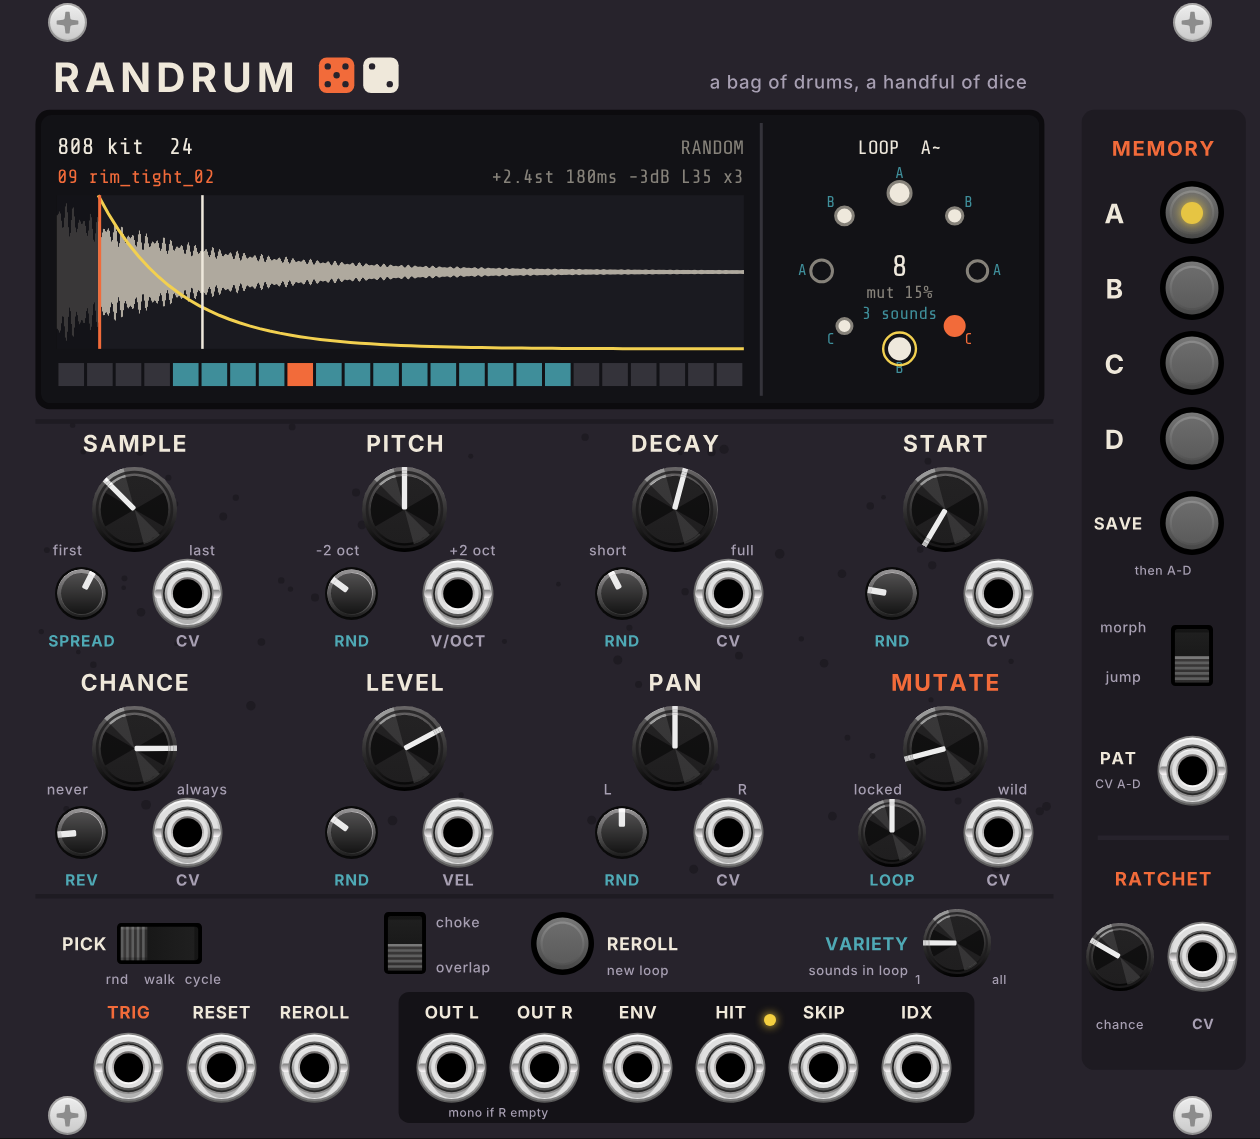 RANDRUM
a bag of drums, a handful of dice
808 kit 24
RANDOM
09 rim_tight_02
+2.4st 180ms -3dB L35 x3
LOOP A~
A
B
B
A
A
8
mut 15%
3 sounds
C
C
B
MEMORY
A
B
C
D
SAVE
then A-D
morph
jump
PAT
CV A-D
RATCHET
chance
CV
SAMPLE
PITCH
DECAY
START
first
last
-2 oct
+2 oct
short
full
SPREAD
CV
RND
V/OCT
RND
CV
RND
CV
CHANCE
LEVEL
PAN
MUTATE
never
always
L
R
locked
wild
REV
CV
RND
VEL
RND
CV
LOOP
CV
PICK
rnd walk cycle
choke
overlap
REROLL
new loop
VARIETY
sounds in loop
1
all
TRIG
RESET
REROLL
OUT L
OUT R
ENV
HIT
SKIP
IDX
mono if R empty